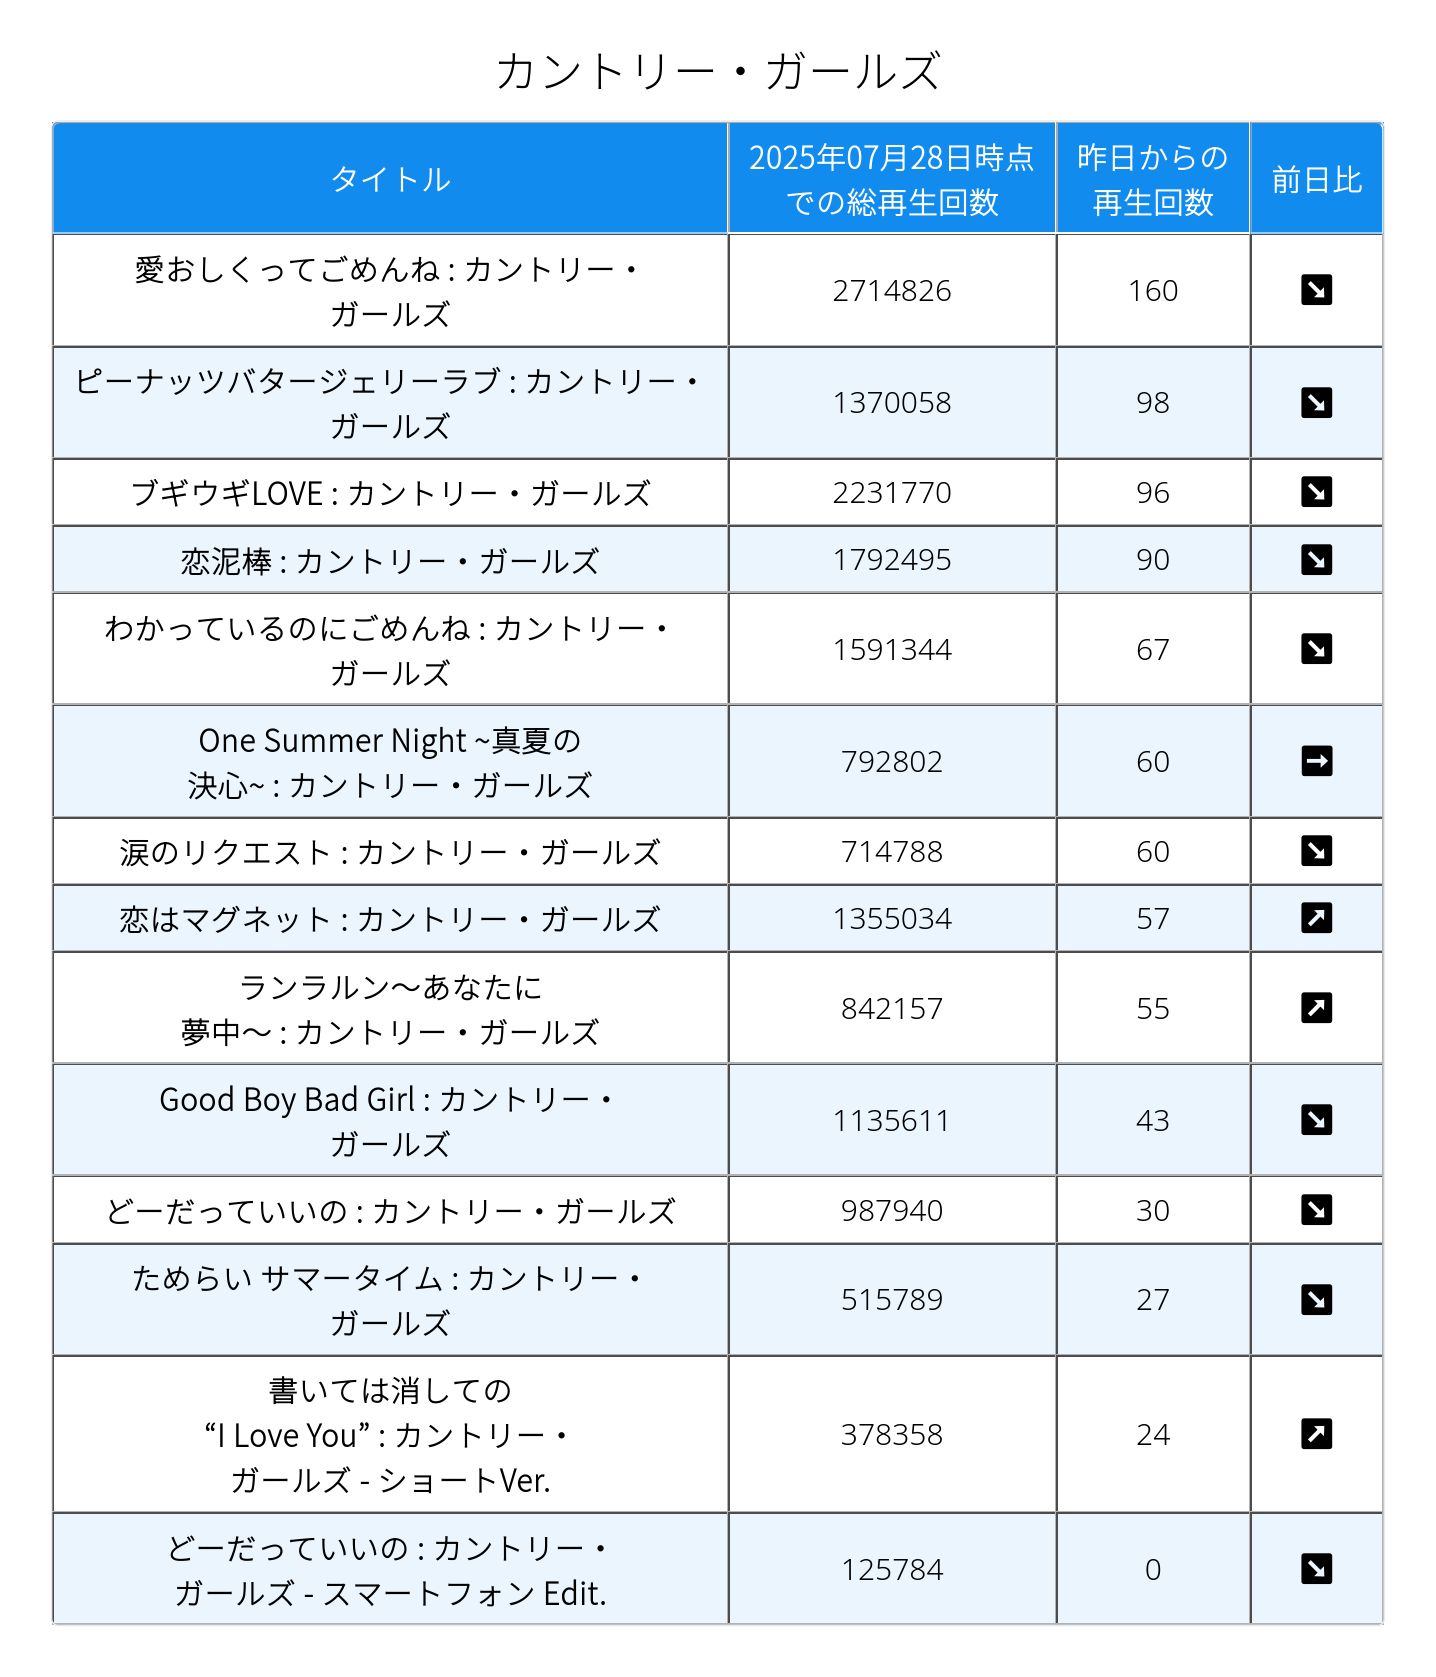 カントリー・ガールズ
タイトル
2025年07月28日時点
での総再生回数
昨日からの
再生回数
前日比
愛おしくってごめんね : カントリー・
ガールズ
2714826
160
↘
ピーナッツバタージェリーラブ : カントリー・
ガールズ
1370058
98
↘
ブギウギLOVE : カントリー・ガールズ
2231770
96
↘
恋泥棒 : カントリー・ガールズ
1792495
90
↘
わかっているのにごめんね : カントリー・
ガールズ
1591344
67
↘
One Summer Night ~真夏の
決心~ : カントリー・ガールズ
792802
60
→
涙のリクエスト : カントリー・ガールズ
714788
60
↘
恋はマグネット : カントリー・ガールズ
1355034
57
↗
ランラルン～あなたに
夢中～ : カントリー・ガールズ
842157
55
↗
Good Boy Bad Girl : カントリー・
ガールズ
1135611
43
↘
どーだっていいの : カントリー・ガールズ
987940
30
↘
ためらい サマータイム : カントリー・
ガールズ
515789
27
↘
書いては消しての
“I Love You” : カントリー・
ガールズ - ショートVer.
378358
24
↗
どーだっていいの : カントリー・
ガールズ - スマートフォン Edit.
125784
0
↘